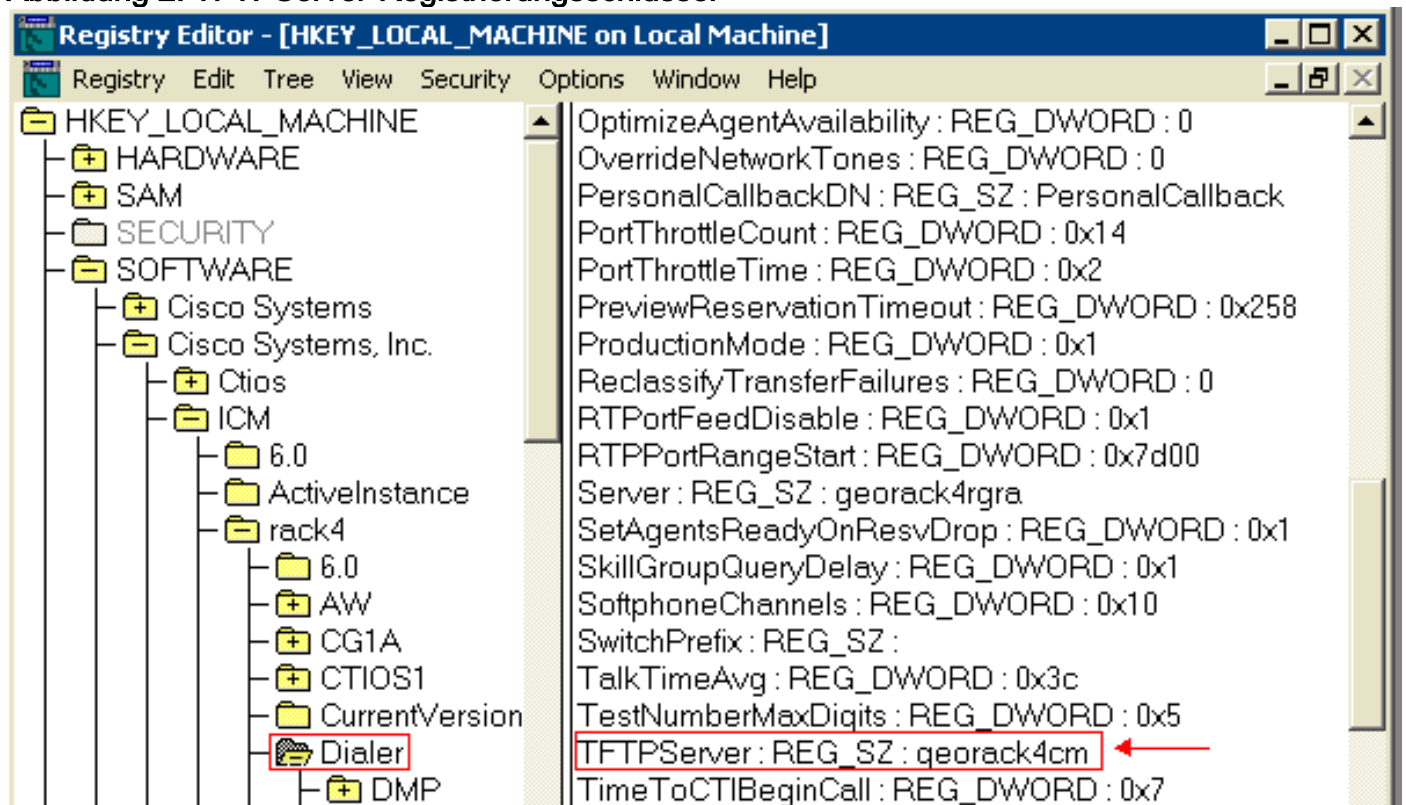 Registry Editor - [HKEY_LOCAL_MACHINE on Local Machine]
Registry Edit Tree View Security Options Window Help
HKEY_LOCAL_MACHINE
HARDWARE
SAM
SECURITY
SOFTWARE
Cisco Systems
Cisco Systems, Inc.
Ctios
ICM
6.0
ActiveInstance
rack4
6.0
AW
CG1A
CTIOS1
CurrentVersion
Dialer
DMP
OptimizeAgentAvailability : REG_DWORD : 0
OverrideNetworkTones : REG_DWORD : 0
PersonalCallbackDN : REG_SZ : PersonalCallback
PortThrottleCount : REG_DWORD : 0x14
PortThrottleTime : REG_DWORD : 0x2
PreviewReservationTimeout : REG_DWORD : 0x258
ProductionMode : REG_DWORD : 0x1
ReclassifyTransferFailures : REG_DWORD : 0
RTPortFeedDisable : REG_DWORD : 0x1
RTPPortRangeStart : REG_DWORD : 0x7d00
Server : REG_SZ : georack4rgra
SetAgentsReadyOnResvDrop : REG_DWORD : 0x1
SkillGroupQueryDelay : REG_DWORD : 0x1
SoftphoneChannels : REG_DWORD : 0x10
SwitchPrefix : REG_SZ :
TalkTimeAvg : REG_DWORD : 0x3c
TestNumberMaxDigits : REG_DWORD : 0x5
TFTPServer : REG_SZ : georack4cm
TimeToCTIBeginCall : REG_DWORD : 0x7